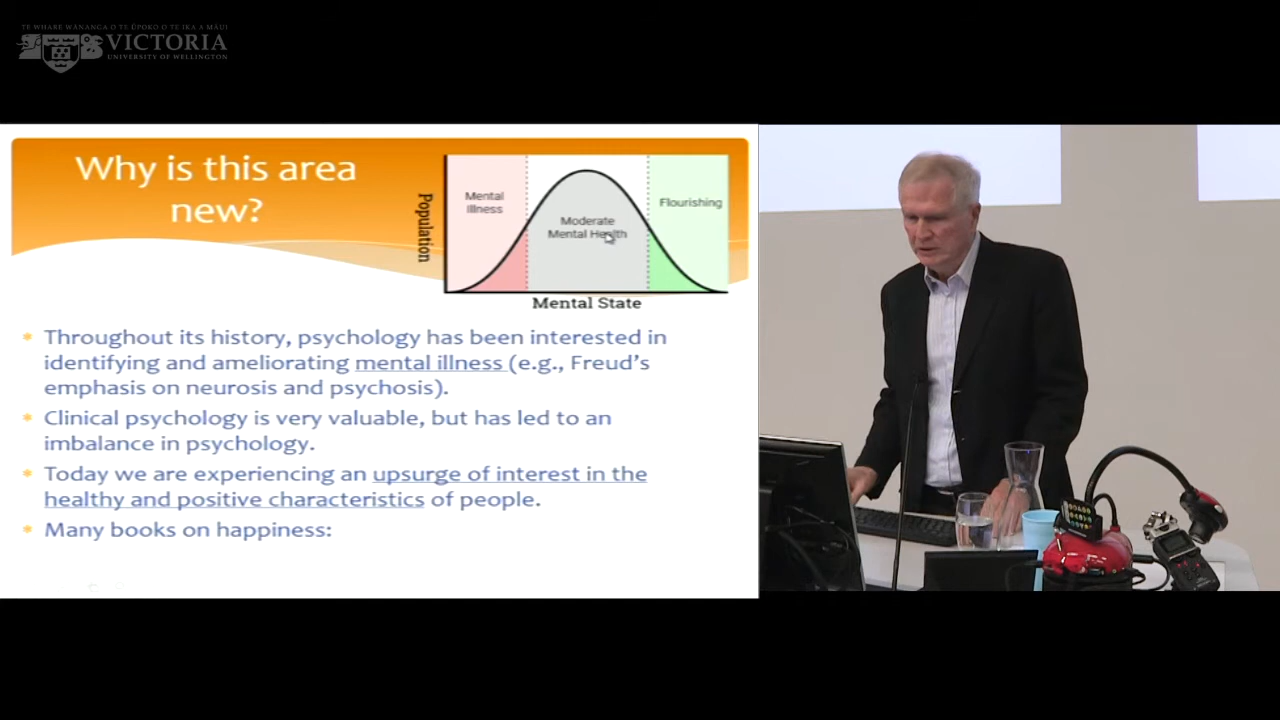 TE WHARE WĀNANGA O TE ŪPOKO O TE IKA A MĀUI
VICTORIA
UNIVERSITY OF WELLINGTON
Why is this area
new?
Population
Mental
Illness
Moderate
Mental Health
Flourishing
Mental State
Throughout its history, psychology has been interested in
identifying and ameliorating mental illness (e.g., Freud's
emphasis on neurosis and psychosis).
Clinical psychology is very valuable, but has led to an
imbalance in psychology.
Today we are experiencing an upsurge of interest in the
healthy and positive characteristics of people.
Many books on happiness: